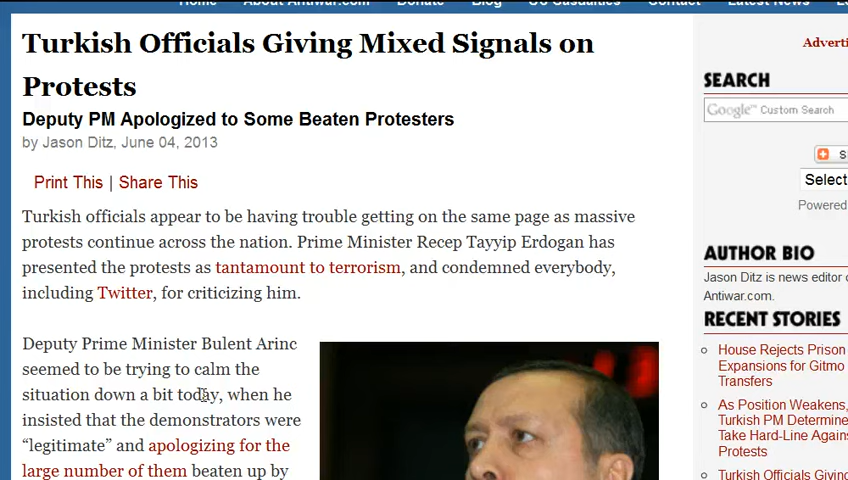 Home About Antiwar.com Donate Blog US Casualties Contact Latest News
Turkish Officials Giving Mixed Signals on
Protests
Deputy PM Apologized to Some Beaten Protesters
by Jason Ditz, June 04, 2013
Print This | Share This
Turkish officials appear to be having trouble getting on the same page as massive
protests continue across the nation. Prime Minister Recep Tayyip Erdogan has
presented the protests as tantamount to terrorism, and condemned everybody,
including Twitter, for criticizing him.
Deputy Prime Minister Bulent Arinc
seemed to be trying to calm the
situation down a bit today, when he
insisted that the demonstrators were
“legitimate” and apologizing for the
large number of them beaten up by
Adverti
SEARCH
Google™ Custom Search
S
Select
Powered
AUTHOR BIO
Jason Ditz is news editor
Antiwar.com.
RECENT STORIES
House Rejects Prison
Expansions for Gitmo
Transfers
As Position Weakens,
Turkish PM Determine
Take Hard-Line Agains
Protests
Turkish Officials Giving